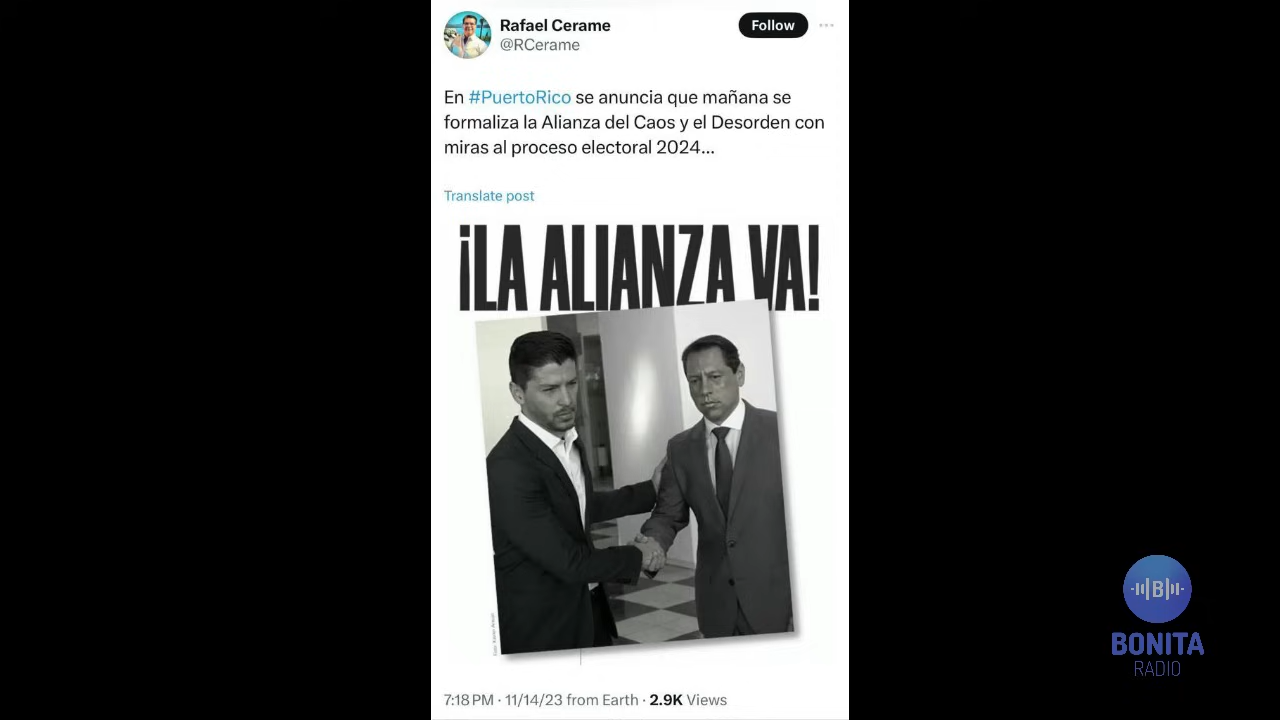 Rafael Cerame
Follow
@RCerame
En #PuertoRico se anuncia que mañana se
formaliza la Alianza del Caos y el Desorden con
miras al proceso electoral 2024...
Translate post
¡LA ALIANZA VA!
7:18 PM · 11/14/23 from Earth · 2.9K Views
B
BONITA
RADIO